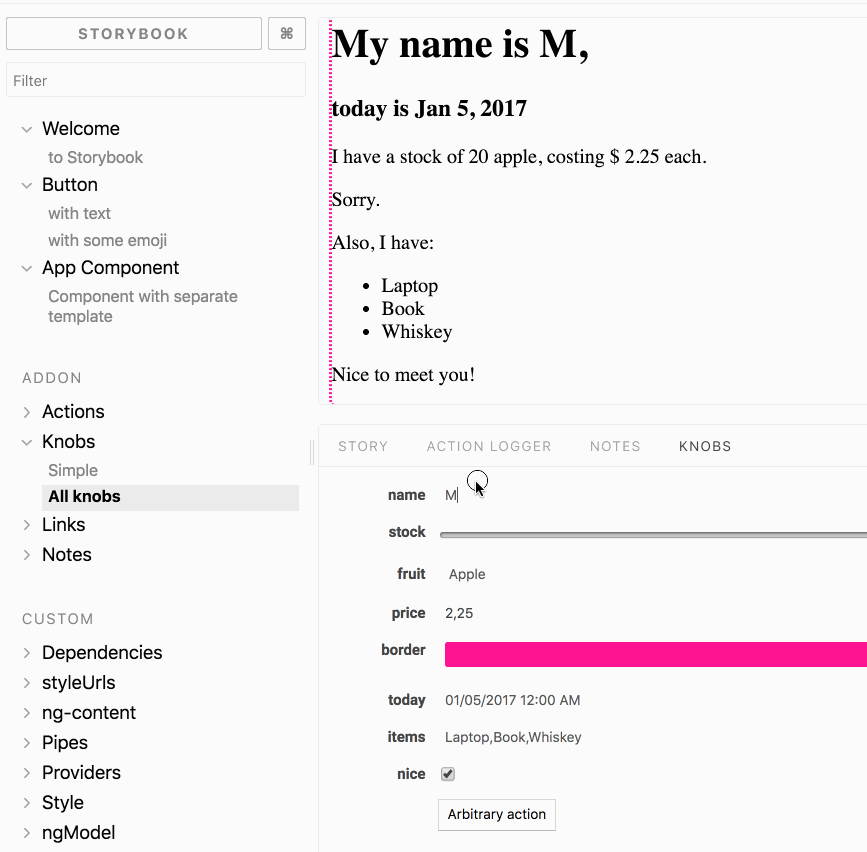 STORYBOOK
⌘
Filter
Welcome
to Storybook
Button
with text
with some emoji
App Component
Component with separate
template
ADDON
Actions
Knobs
Simple
All knobs
Links
Notes
CUSTOM
Dependencies
styleUrls
ng-content
Pipes
Providers
Style
ngModel
My name is M,
today is Jan 5, 2017
I have a stock of 20 apple, costing $ 2.25 each.
Sorry.
Also, I have:
• Laptop
• Book
• Whiskey
Nice to meet you!
STORY ACTION LOGGER NOTES KNOBS
name M
stock
fruit Apple
price 2,25
border
today 01/05/2017 12:00 AM
items Laptop,Book,Whiskey
nice
Arbitrary action